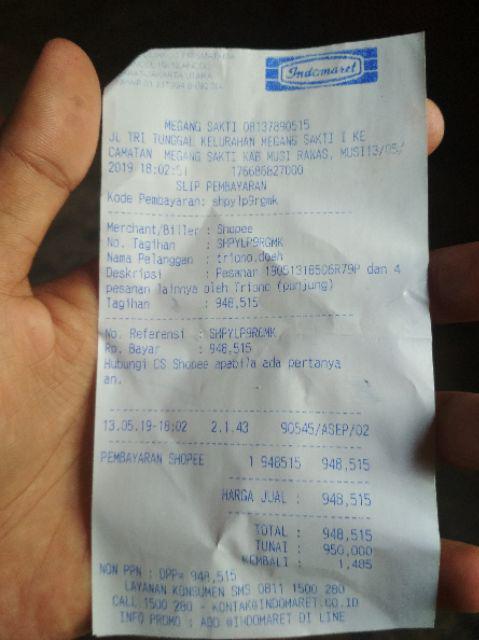 Indomaret
JAKARTA UTARA
MEGANG SAKTI 08137890515
JL TRI TUNGGAL KELURAHAN MEGANG SAKTI I KE
CAMATAN MEGANG SAKTI KAB MUSI RAWAS, MUSI13/05/
2019 18:02:51 176686827000
SLIP PEMBAYARAN
Kode Pembayaran: shpylp9rgmk
Merchant/Biller : Shopee
No. Tagihan : SHPYLP9RGMK
Nama Pelanggan : triono.doeh
Deskripsi : Pesanan 19051318506R79P dan 4
pesanan lainnya oleh Triono (punjung)
Tagihan : 948,515
No. Referensi : SHPYLP9RGMK
Rp. Bayar : 948,515
Hubungi CS Shopee apabila ada pertanya
an.
13.05.19-18:02 2.1.43 90545/ASEP/02
PEMBAYARAN SHOPEE 1 948515 948,515
HARGA JUAL : 948,515
TOTAL : 948,515
TUNAI : 950,000
KEMBALI : 1,485
NON PPN : DPP= 948,515
LAYANAN KONSUMEN SMS 0811 1500 280
CALL 1500 280 - KONTAK@INDOMARET.CO.ID
INFO PROMO : ADD @INDOMARET DI LINE